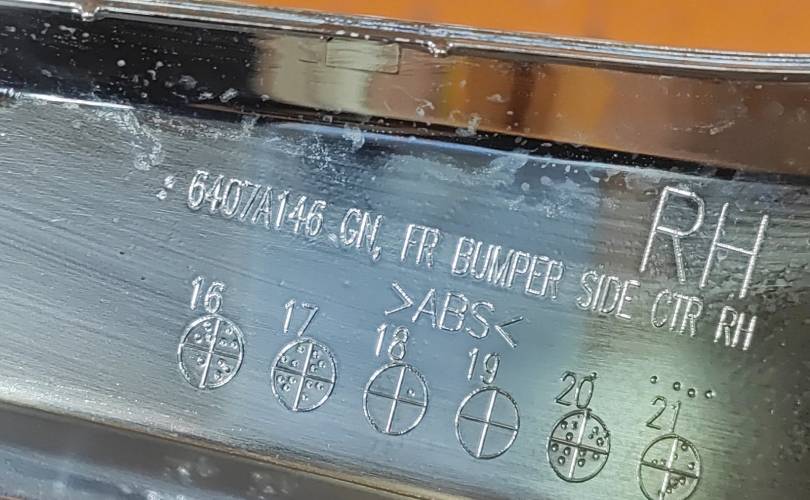 RH
6407A146 GN, FR BUMPER SIDE CTR RH
>ABS<
16 17 18 19 20 21